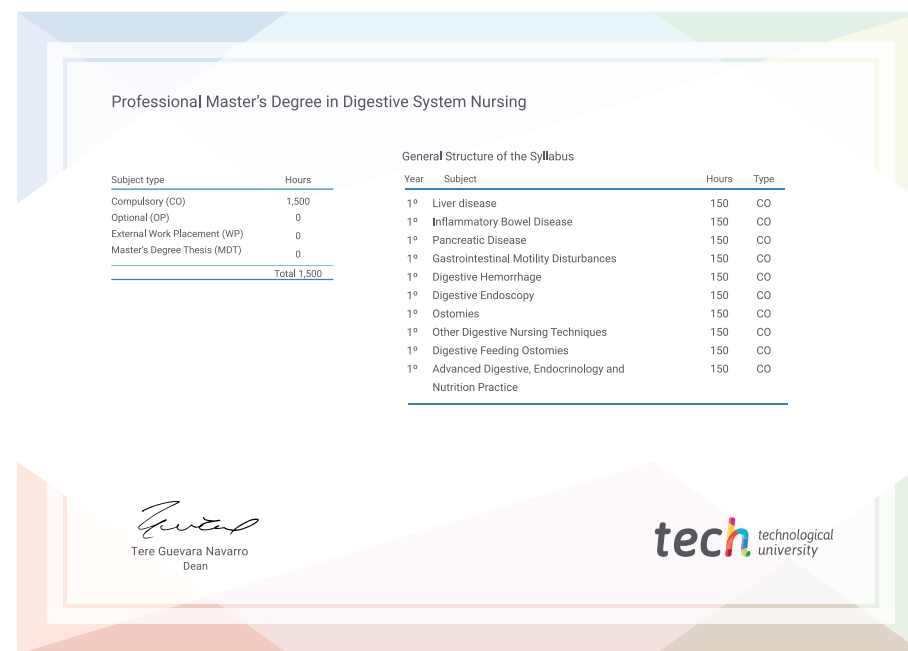 Professional Master's Degree in Digestive System Nursing
Subject type Hours
Compulsory (CO) 1,500
Optional (OP) 0
External Work Placement (WP) 0
Master's Degree Thesis (MDT) 0
Total 1,500
General Structure of the Syllabus
Year Subject Hours Type
1º Liver disease 150 CO
1º Inflammatory Bowel Disease 150 CO
1º Pancreatic Disease 150 CO
1º Gastrointestinal Motility Disturbances 150 CO
1º Digestive Hemorrhage 150 CO
1º Digestive Endoscopy 150 CO
1º Ostomies 150 CO
1º Other Digestive Nursing Techniques 150 CO
1º Digestive Feeding Ostomies 150 CO
1º Advanced Digestive, Endocrinology and 150 CO
Nutrition Practice
Tere Guevara Navarro
Dean
tech technological
university